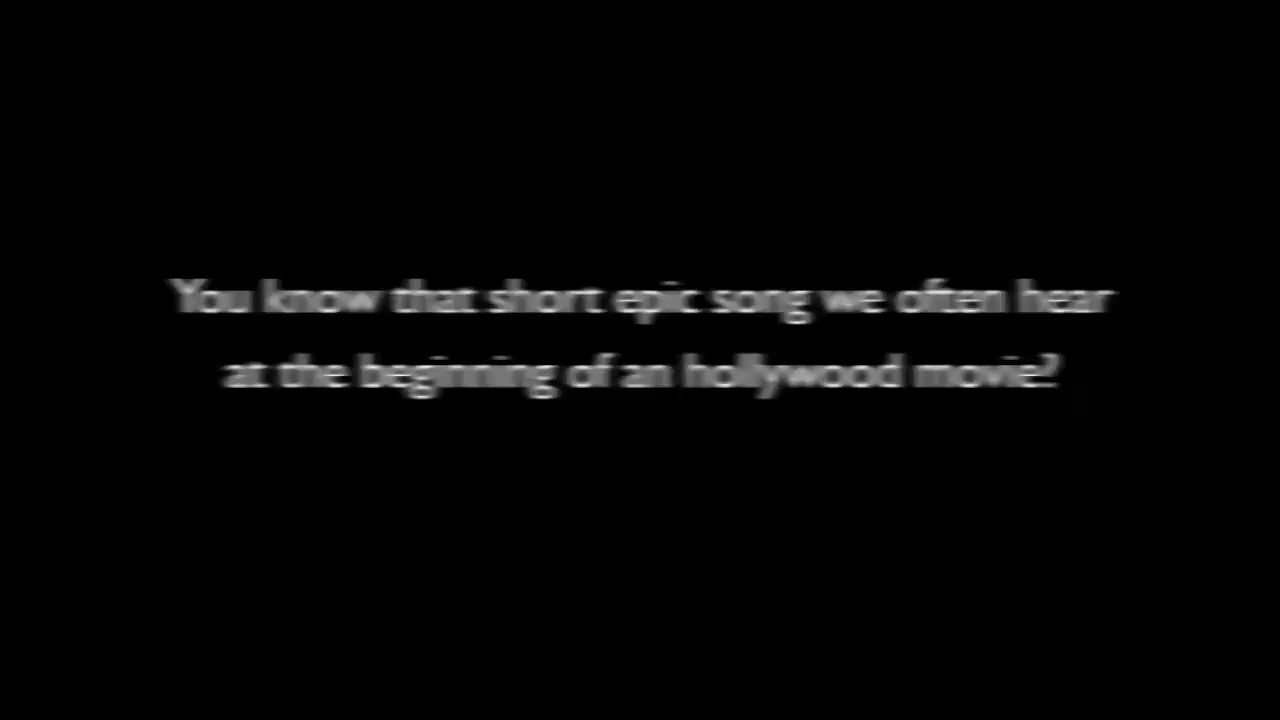 You know that short epic song we often hear
at the beginning of an hollywood movie?